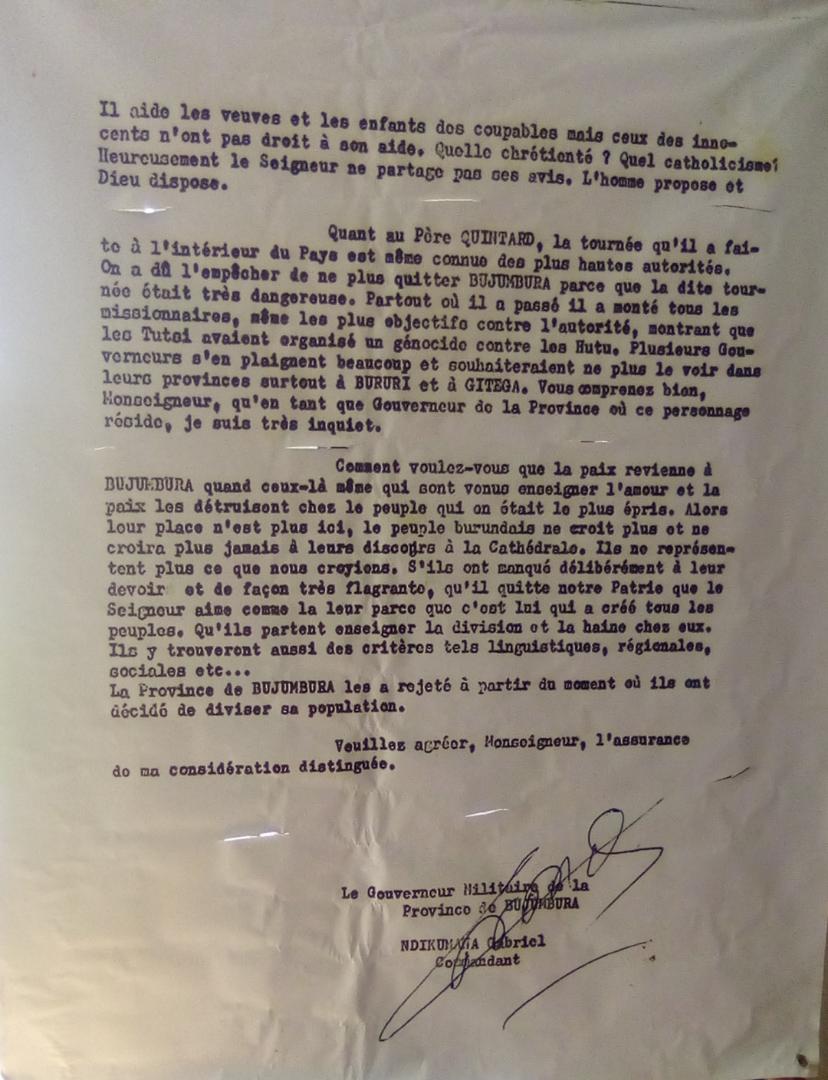 Il aide les veuves et les enfants des coupables mais ceux des inno-
cents n'ont pas droit à son aide. Quelle chrétienté ? Quel catholicisme?
Heureusement le Seigneur ne partage pas ses avis. L'homme propose et
Dieu dispose.
Quant au Père QUINTARD, la tournée qu'il a fai-
te à l'intérieur du Pays est même connue des plus hautes autorités.
On a dû l'empêcher de ne plus quitter BUJUMBURA parce que la dite tour-
née était très dangereuse. Partout où il a passé il a monté tous les
missionnaires, même les plus objectifs contre l'autorité, montrant que
les Tutsi avaient organisé un génocide contre les Hutu. Plusieurs Gou-
verneurs s'en plaignent beaucoup et souhaiteraient ne plus le voir dans
leurs provinces surtout à BURURI et à GITEGA. Vous comprenez bien,
Monseigneur, qu'en tant que Gouverneur de la Province où ce personnage
réside, je suis très inquiet.
Comment voulez-vous que la paix revienne à
BUJUMBURA quand ceux-là même qui sont venus enseigner l'amour et la
paix les détruisent chez le peuple qui en était le plus épris. Alors
leur place n'est plus ici, le peuple burundais ne croit plus et ne
croira plus jamais à leurs discours à la Cathédrale. Ils ne représen-
tent plus ce que nous croyions. S'ils ont manqué délibérément à leur
devoir et de façon très flagrante, qu'il quitte notre Patrie que le
Seigneur aime comme la leur parce que c'est lui qui a créé tous les
peuples. Qu'ils partent enseigner la division et la haine chez eux.
Ils y trouveront aussi des critères tels linguistiques, régionales,
sociales etc...
La Province de BUJUMBURA les a rejeté à partir du moment où ils ont
décidé de diviser sa population.
Veuillez agréer, Monseigneur, l'assurance
de ma considération distinguée.
Le Gouverneur Militaire de la
Province de BUJUMBURA
NDIKUMANA Gabriel
Commandant